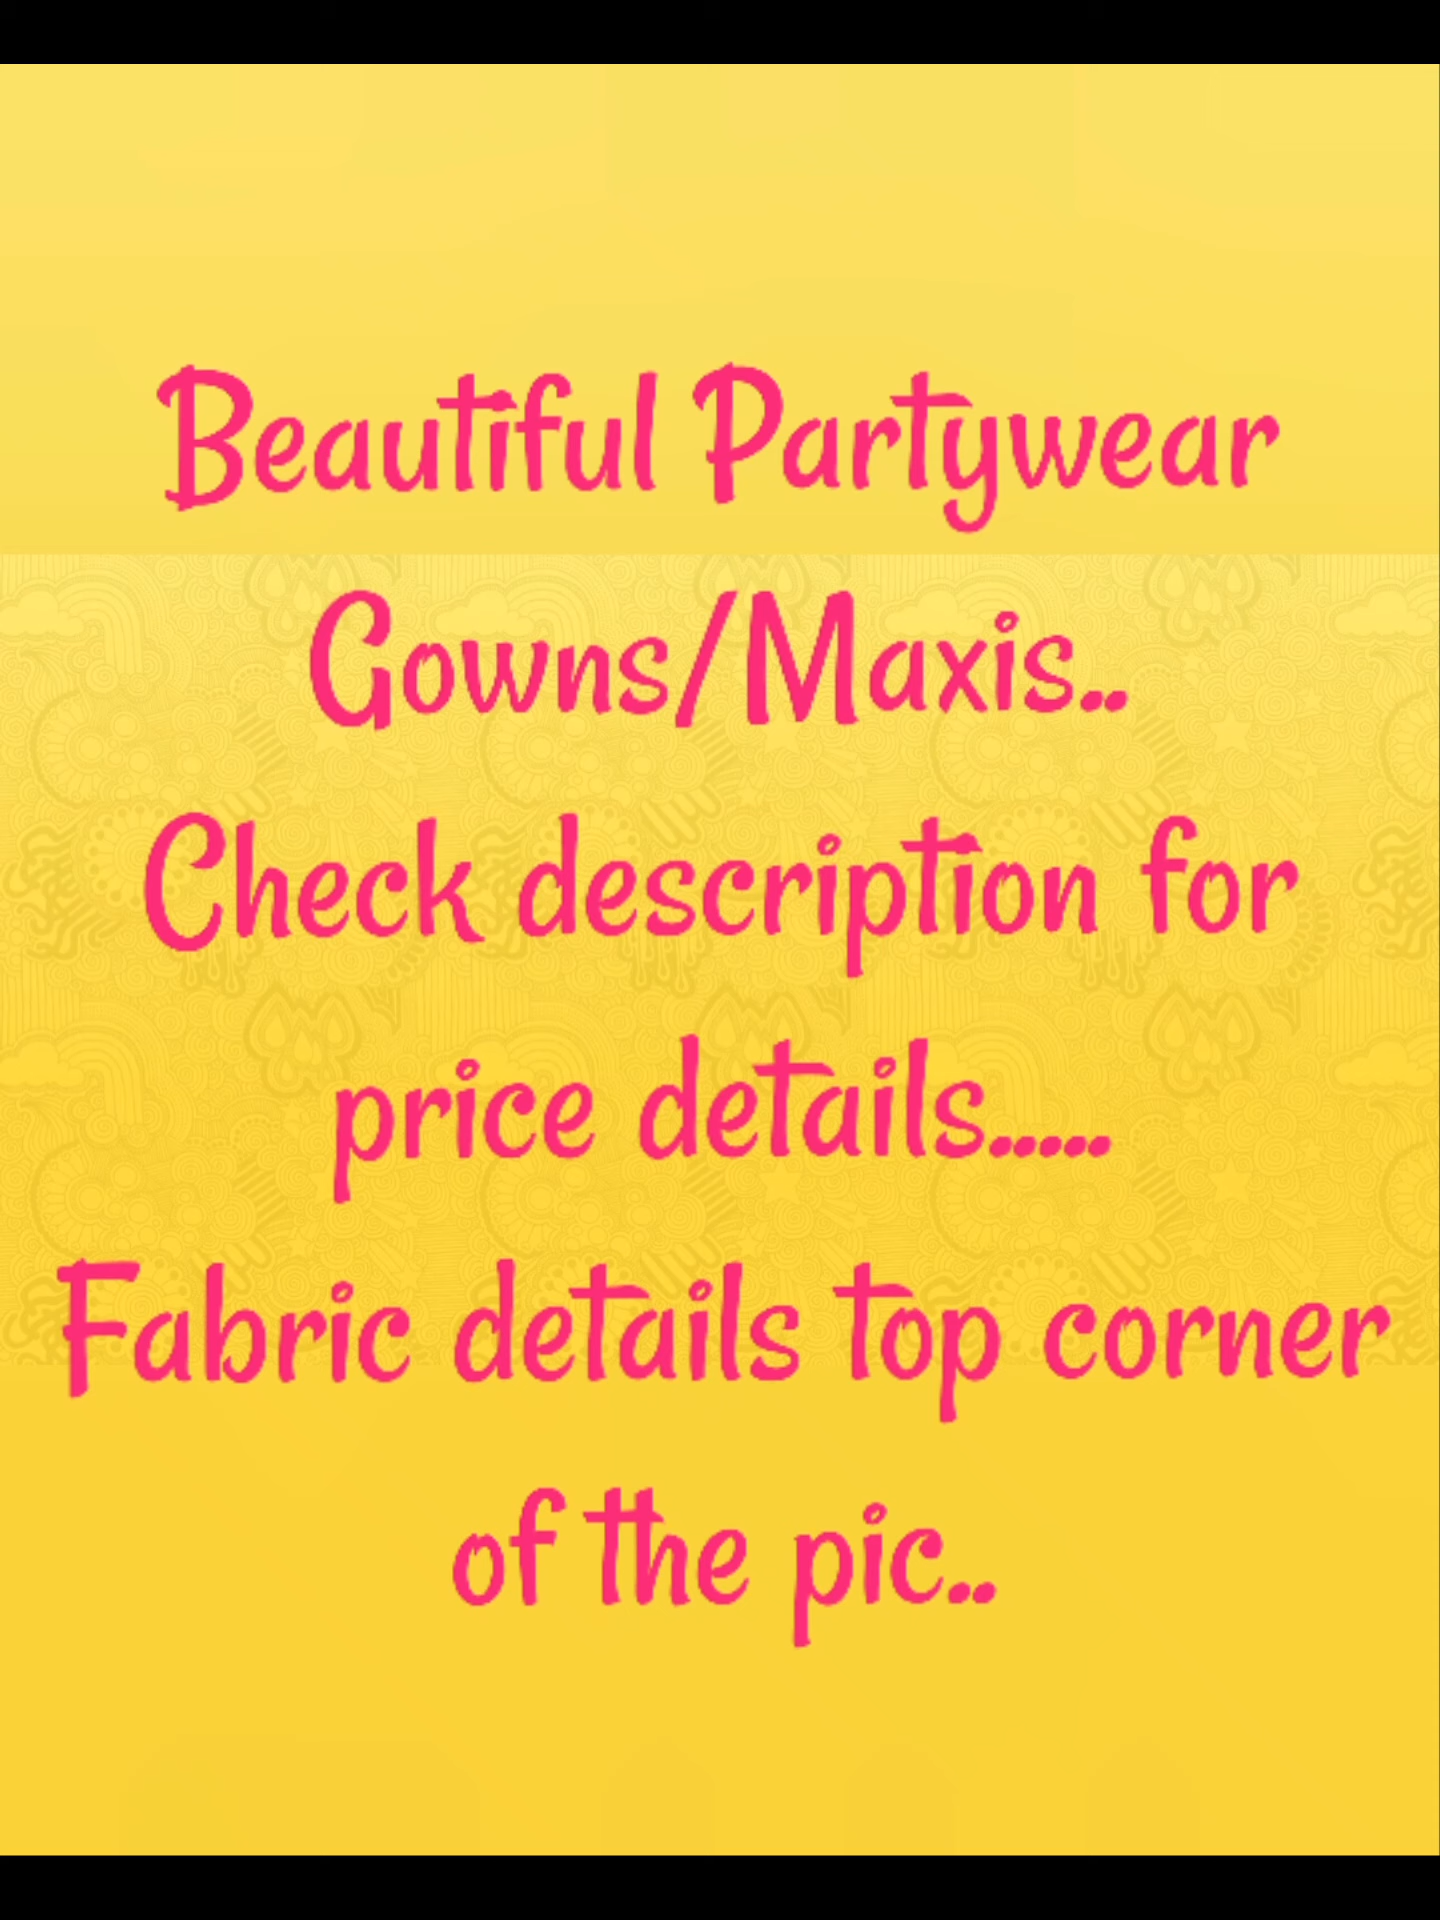 Beautiful Partywear
Gowns/Maxis..
Check description for
price details.....
Fabric details top corner
of the pic..